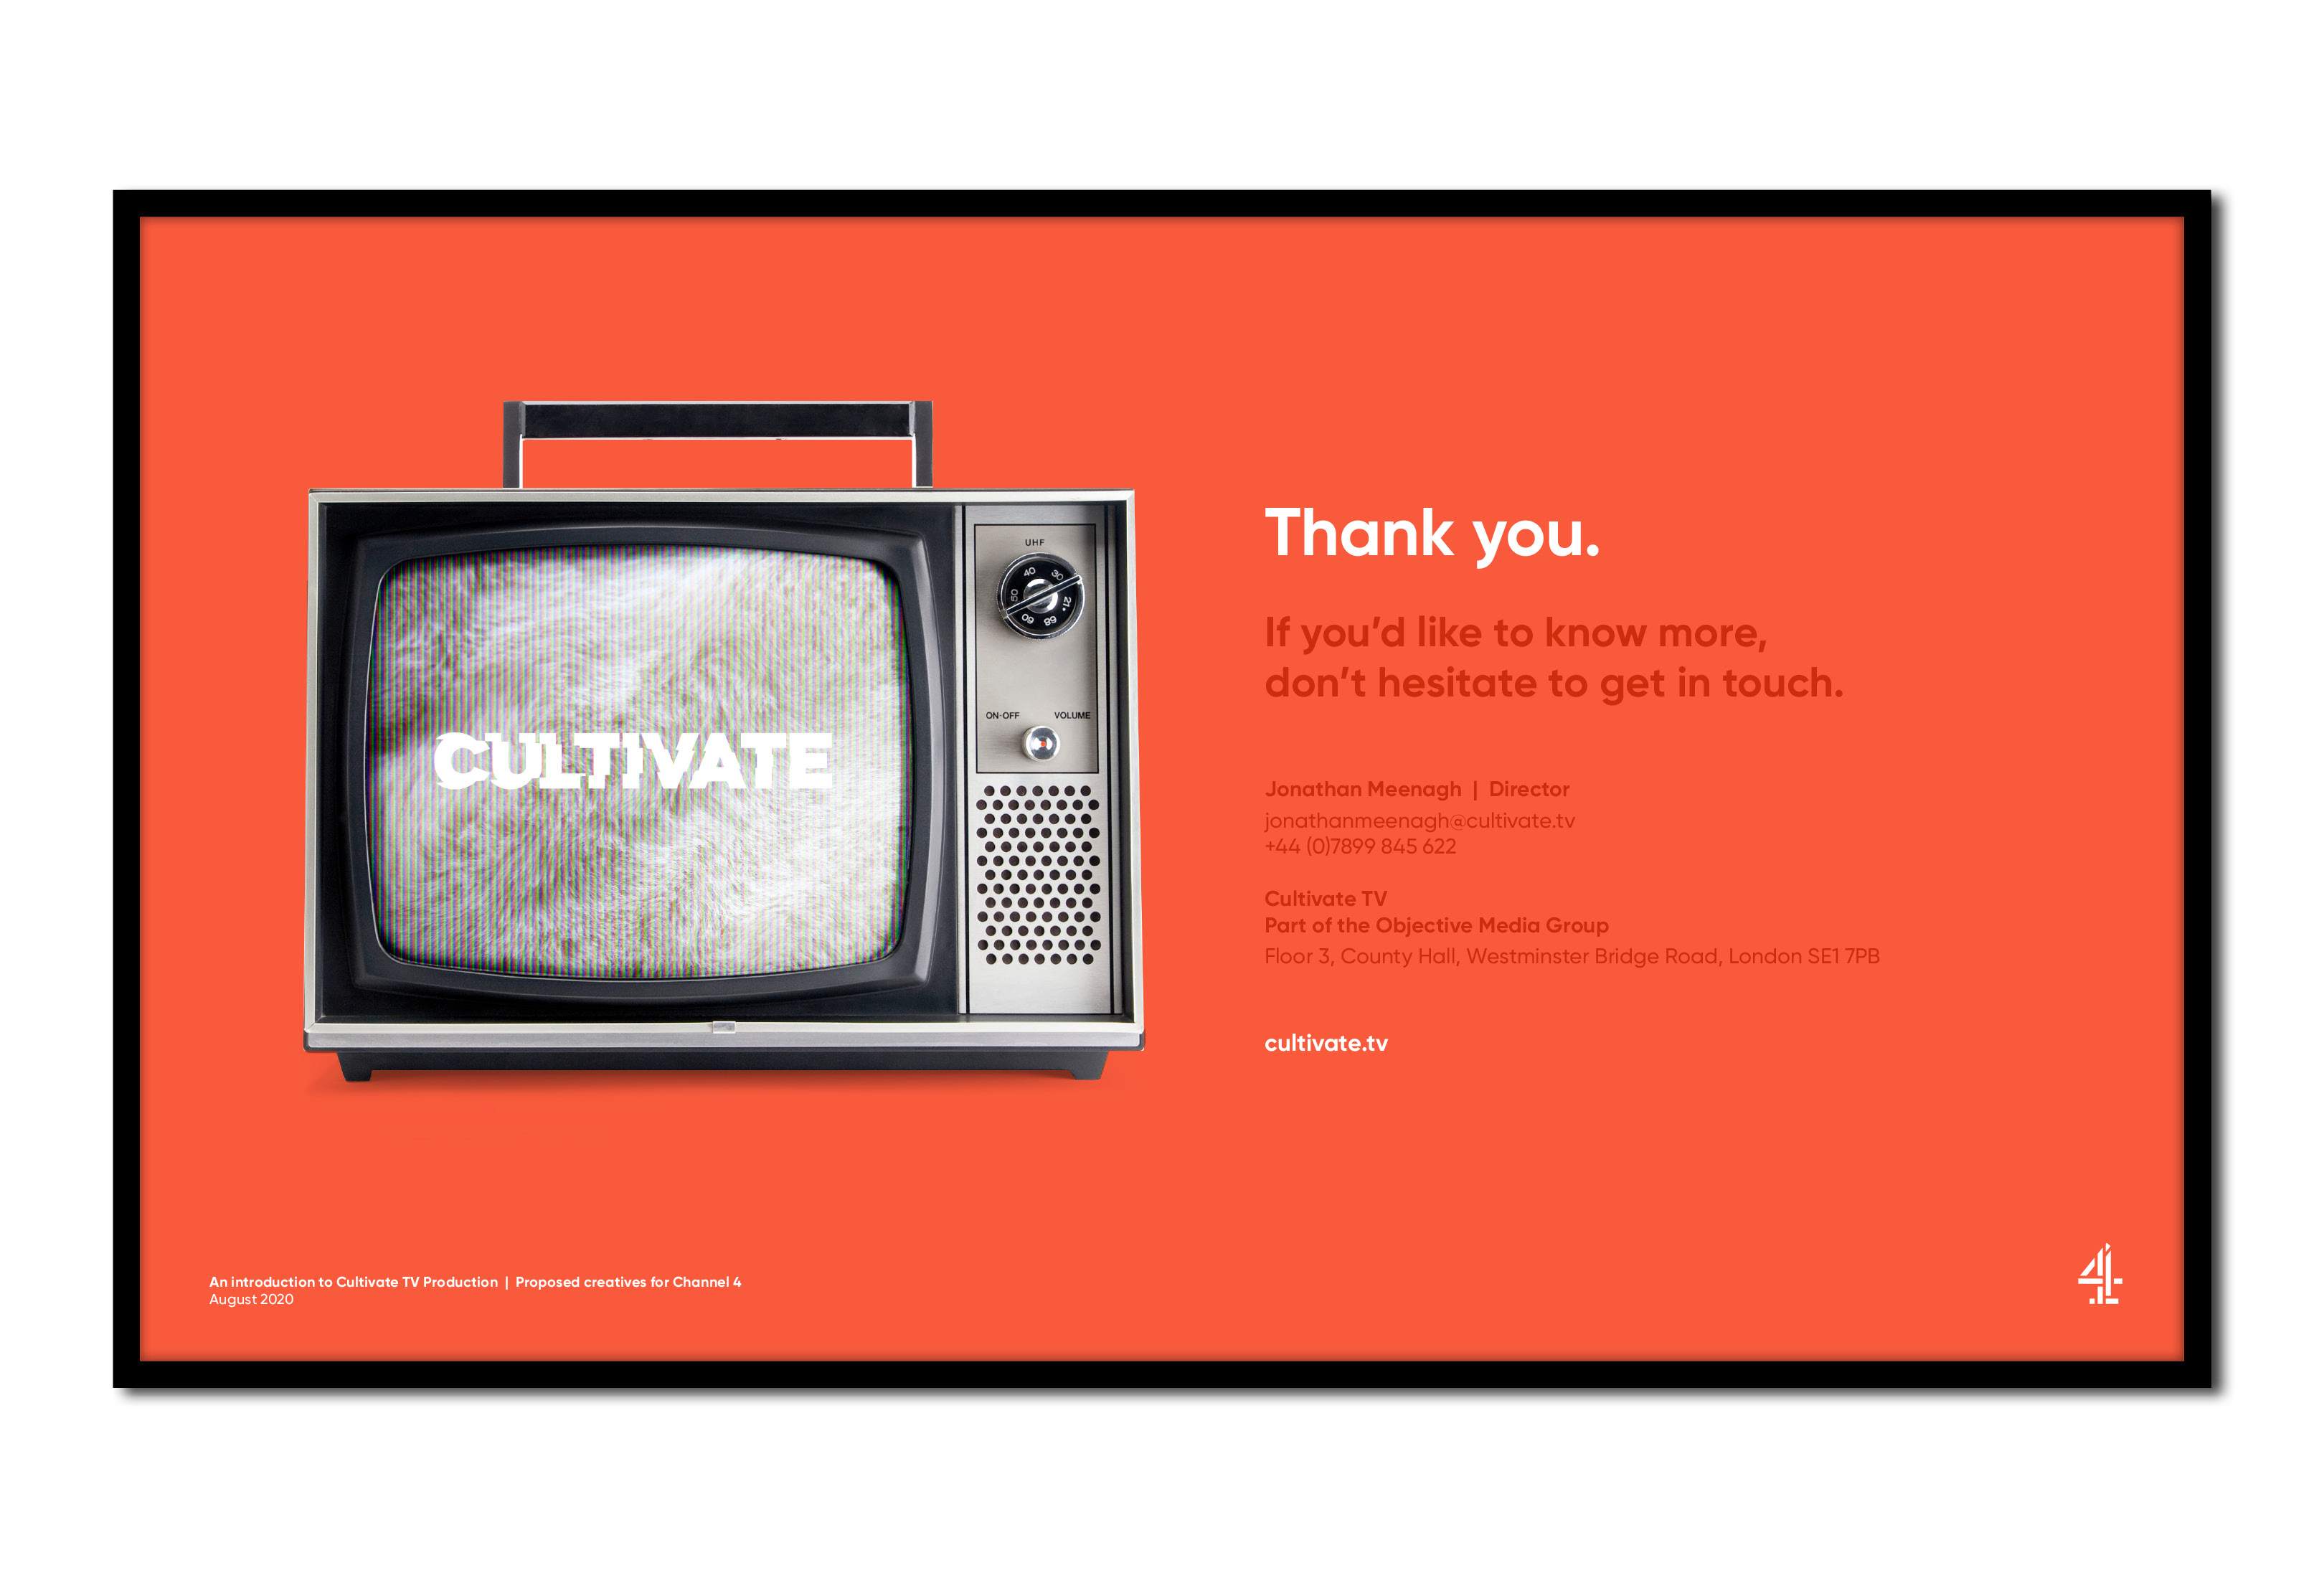 CULTIVATE
UHF
40 30 21 68 60 50
ON-OFF VOLUME
Thank you.
If you’d like to know more,
don’t hesitate to get in touch.
Jonathan Meenagh | Director
jonathanmeenagh@cultivate.tv
+44 (0)7899 845 622
Cultivate TV
Part of the Objective Media Group
Floor 3, County Hall, Westminster Bridge Road, London SE1 7PB
cultivate.tv
An introduction to Cultivate TV Production | Proposed creatives for Channel 4
August 2020
4